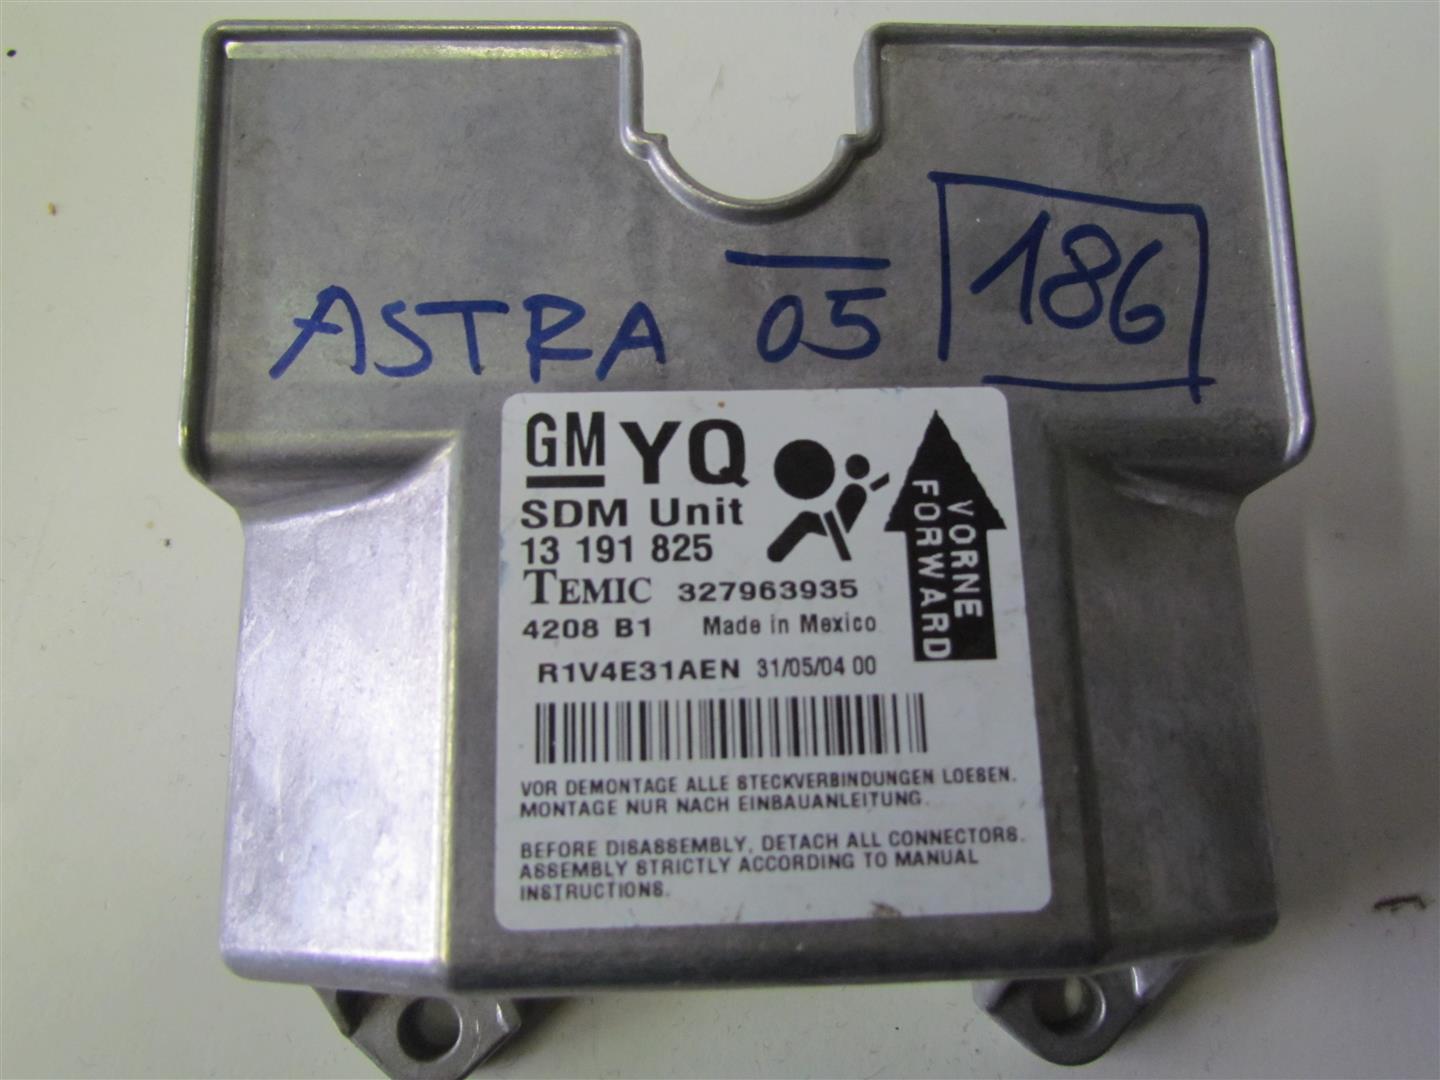 ASTRA 05 186
GM YQ
SDM Unit
13 191 825
TEMIC 327963935
4208 B1 Made in Mexico
R1V4E31AEN 31/05/04 00
VORNE
FORWARD
VOR DEMONTAGE ALLE STECKVERBINDUNGEN LOESEN.
MONTAGE NUR NACH EINBAUANLEITUNG.
BEFORE DISASSEMBLY, DETACH ALL CONNECTORS.
ASSEMBLY STRICTLY ACCORDING TO MANUAL
INSTRUCTIONS.